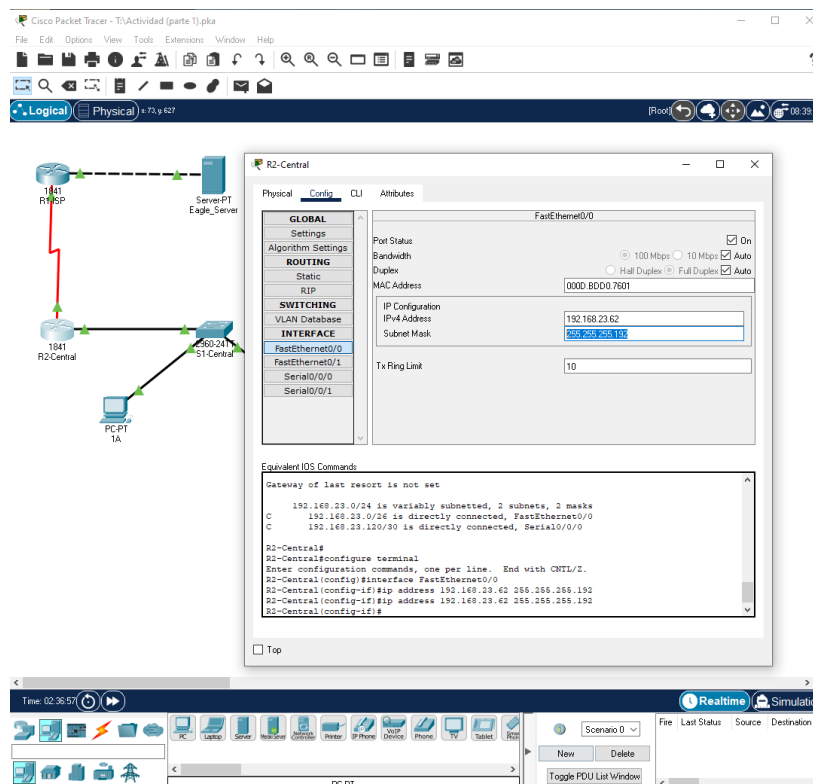 Cisco Packet Tracer - T:\Actividad (parte 1).pka
File Edit Options View Tools Extensions Window Help
Logical Physical x: 73, y: 627 [Root] 08:39:
1841
R1-ISP
Server-PT
Eagle_Server
1841
R2-Central
2960-24TT
S1-Central
PC-PT
1A
R2-Central
Physical Config CLI Attributes
GLOBAL
Settings
Algorithm Settings
ROUTING
Static
RIP
SWITCHING
VLAN Database
INTERFACE
FastEthernet0/0
FastEthernet0/1
Serial0/0/0
Serial0/0/1
FastEthernet0/0
Port Status On
Bandwidth 100 Mbps 10 Mbps Auto
Duplex Half Duplex Full Duplex Auto
MAC Address 000D.BDD0.7601
IP Configuration
IPv4 Address 192.168.23.62
Subnet Mask 255.255.255.192
Tx Ring Limit 10
Equivalent IOS Commands
Gateway of last resort is not set
192.168.23.0/24 is variably subnetted, 2 subnets, 2 masks
C 192.168.23.0/26 is directly connected, FastEthernet0/0
C 192.168.23.120/30 is directly connected, Serial0/0/0
R2-Central#
R2-Central#configure terminal
Enter configuration commands, one per line. End with CNTL/Z.
R2-Central(config)#interface FastEthernet0/0
R2-Central(config-if)#ip address 192.168.23.62 255.255.255.192
R2-Central(config-if)#ip address 192.168.23.62 255.255.255.192
R2-Central(config-if)#
Top
Time: 02:36:57 Realtime Simulatio
PC Laptop Server Meraki Server Network Controller Printer IP Phone VoIP Device Phone TV Tablet
Scenario 0
New Delete
Toggle PDU List Window
Fire Last Status Source Destination
PC-PT